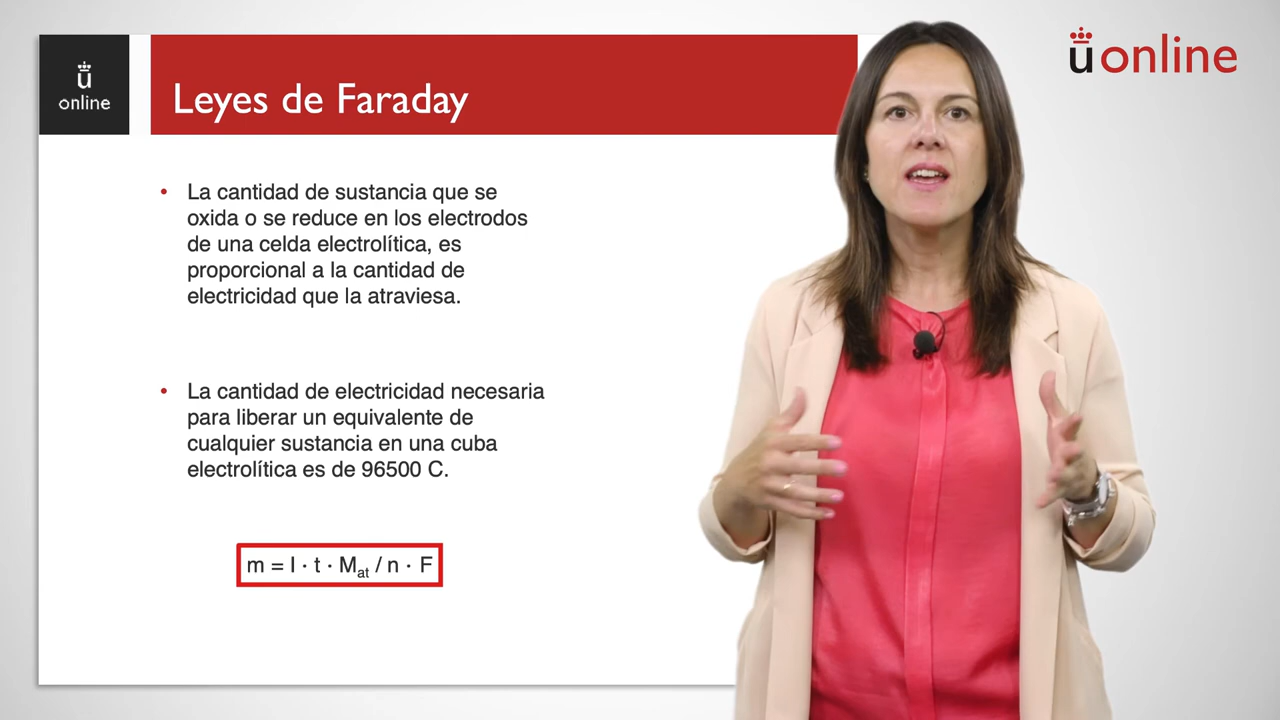 ü
online
Leyes de Faraday
üonline
• La cantidad de sustancia que se
oxida o se reduce en los electrodos
de una celda electrolítica, es
proporcional a la cantidad de
electricidad que la atraviesa.
• La cantidad de electricidad necesaria
para liberar un equivalente de
cualquier sustancia en una cuba
electrolítica es de 96500 C.
m = I · t · Mat / n · F